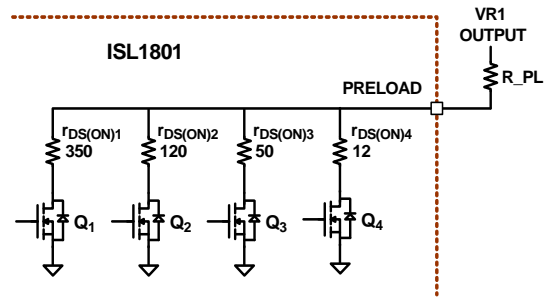 VR1
OUTPUT
ISL1801
R_PL
PRELOAD
rDS(ON)1
350
rDS(ON)2
120
rDS(ON)3
50
rDS(ON)4
12
Q1
Q2
Q3
Q4